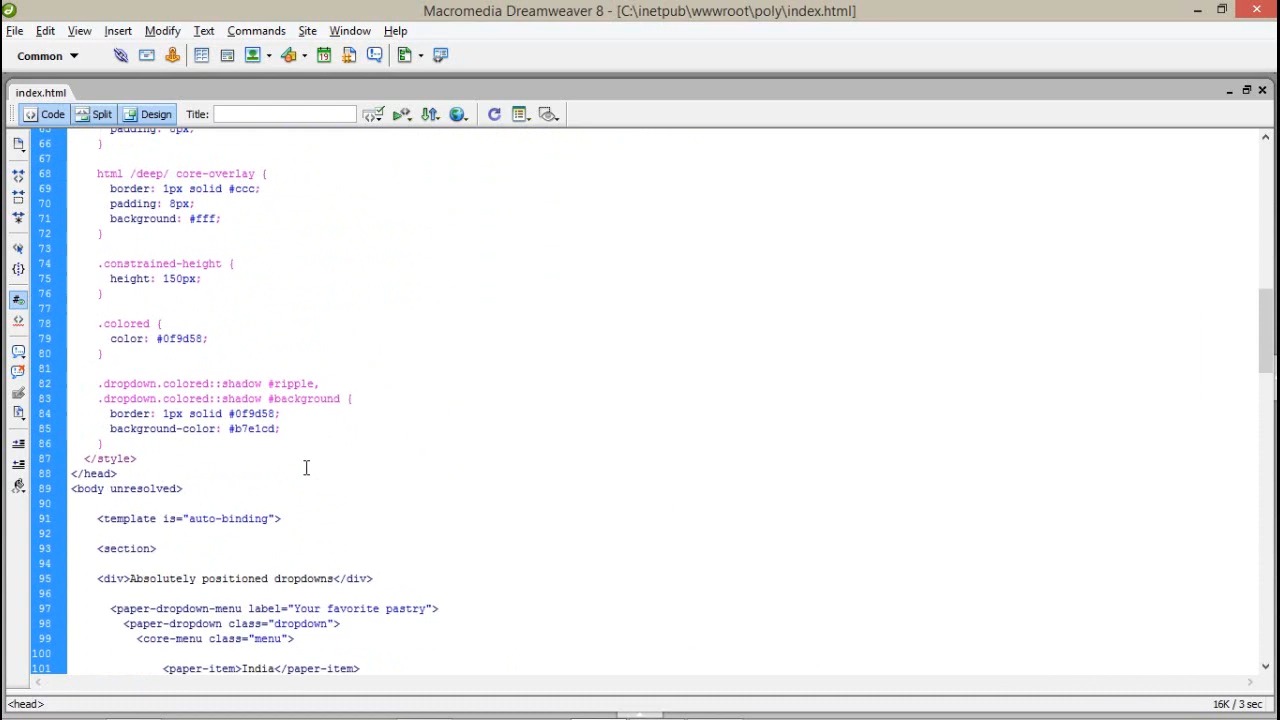 Macromedia Dreamweaver 8 - [C:\inetpub\wwwroot\poly\index.html]
File Edit View Insert Modify Text Commands Site Window Help
Common
19
index.html
Code Split Design Title:
65 padding: 8px;
66 }
67
68 html /deep/ core-overlay {
69 border: 1px solid #ccc;
70 padding: 8px;
71 background: #fff;
72 }
73
74 .constrained-height {
75 height: 150px;
76 }
77
78 .colored {
79 color: #0f9d58;
80 }
81
82 .dropdown.colored::shadow #ripple,
83 .dropdown.colored::shadow #background {
84 border: 1px solid #0f9d58;
85 background-color: #b7e1cd;
86 }
87 </style>
88 </head>
89 <body unresolved>
90
91 <template is="auto-binding">
92
93 <section>
94
95 <div>Absolutely positioned dropdowns</div>
96
97 <paper-dropdown-menu label="Your favorite pastry">
98 <paper-dropdown class="dropdown">
99 <core-menu class="menu">
100
101 <paper-item>India</paper-item>
<head> 16K / 3 sec